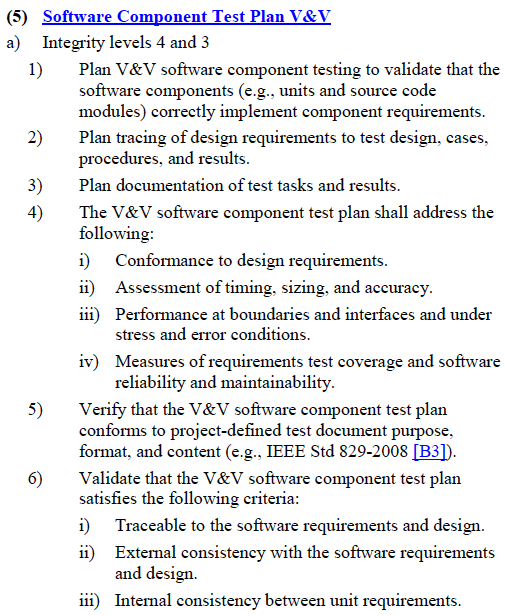 (5) Software Component Test Plan V&V
a) Integrity levels 4 and 3
1) Plan V&V software component testing to validate that the
software components (e.g., units and source code
modules) correctly implement component requirements.
2) Plan tracing of design requirements to test design, cases,
procedures, and results.
3) Plan documentation of test tasks and results.
4) The V&V software component test plan shall address the
following:
i) Conformance to design requirements.
ii) Assessment of timing, sizing, and accuracy.
iii) Performance at boundaries and interfaces and under
stress and error conditions.
iv) Measures of requirements test coverage and software
reliability and maintainability.
5) Verify that the V&V software component test plan
conforms to project-defined test document purpose,
format, and content (e.g., IEEE Std 829-2008 [B3]).
6) Validate that the V&V software component test plan
satisfies the following criteria:
i) Traceable to the software requirements and design.
ii) External consistency with the software requirements
and design.
iii) Internal consistency between unit requirements.